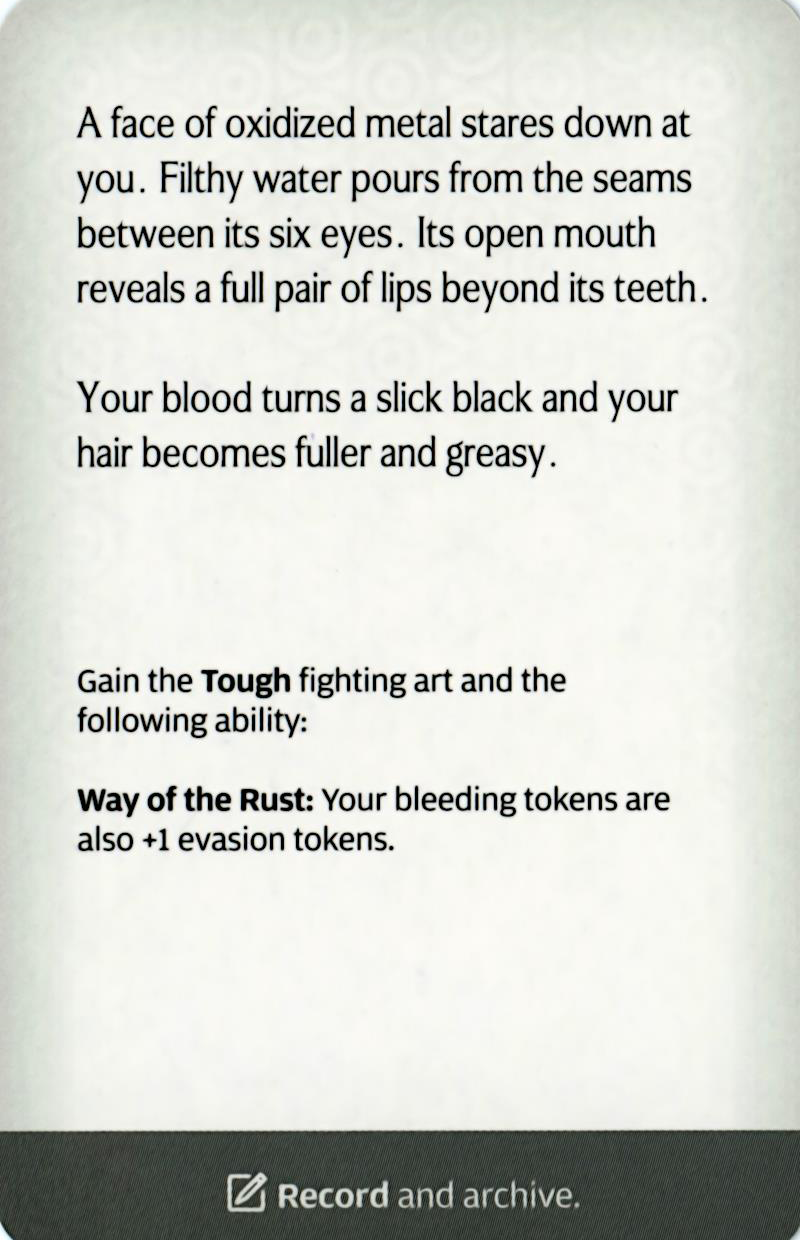 A face of oxidized metal stares down at
you. Filthy water pours from the seams
between its six eyes. Its open mouth
reveals a full pair of lips beyond its teeth.
Your blood turns a slick black and your
hair becomes fuller and greasy.
Gain the Tough fighting art and the
following ability:
Way of the Rust: Your bleeding tokens are
also +1 evasion tokens.
Record and archive.